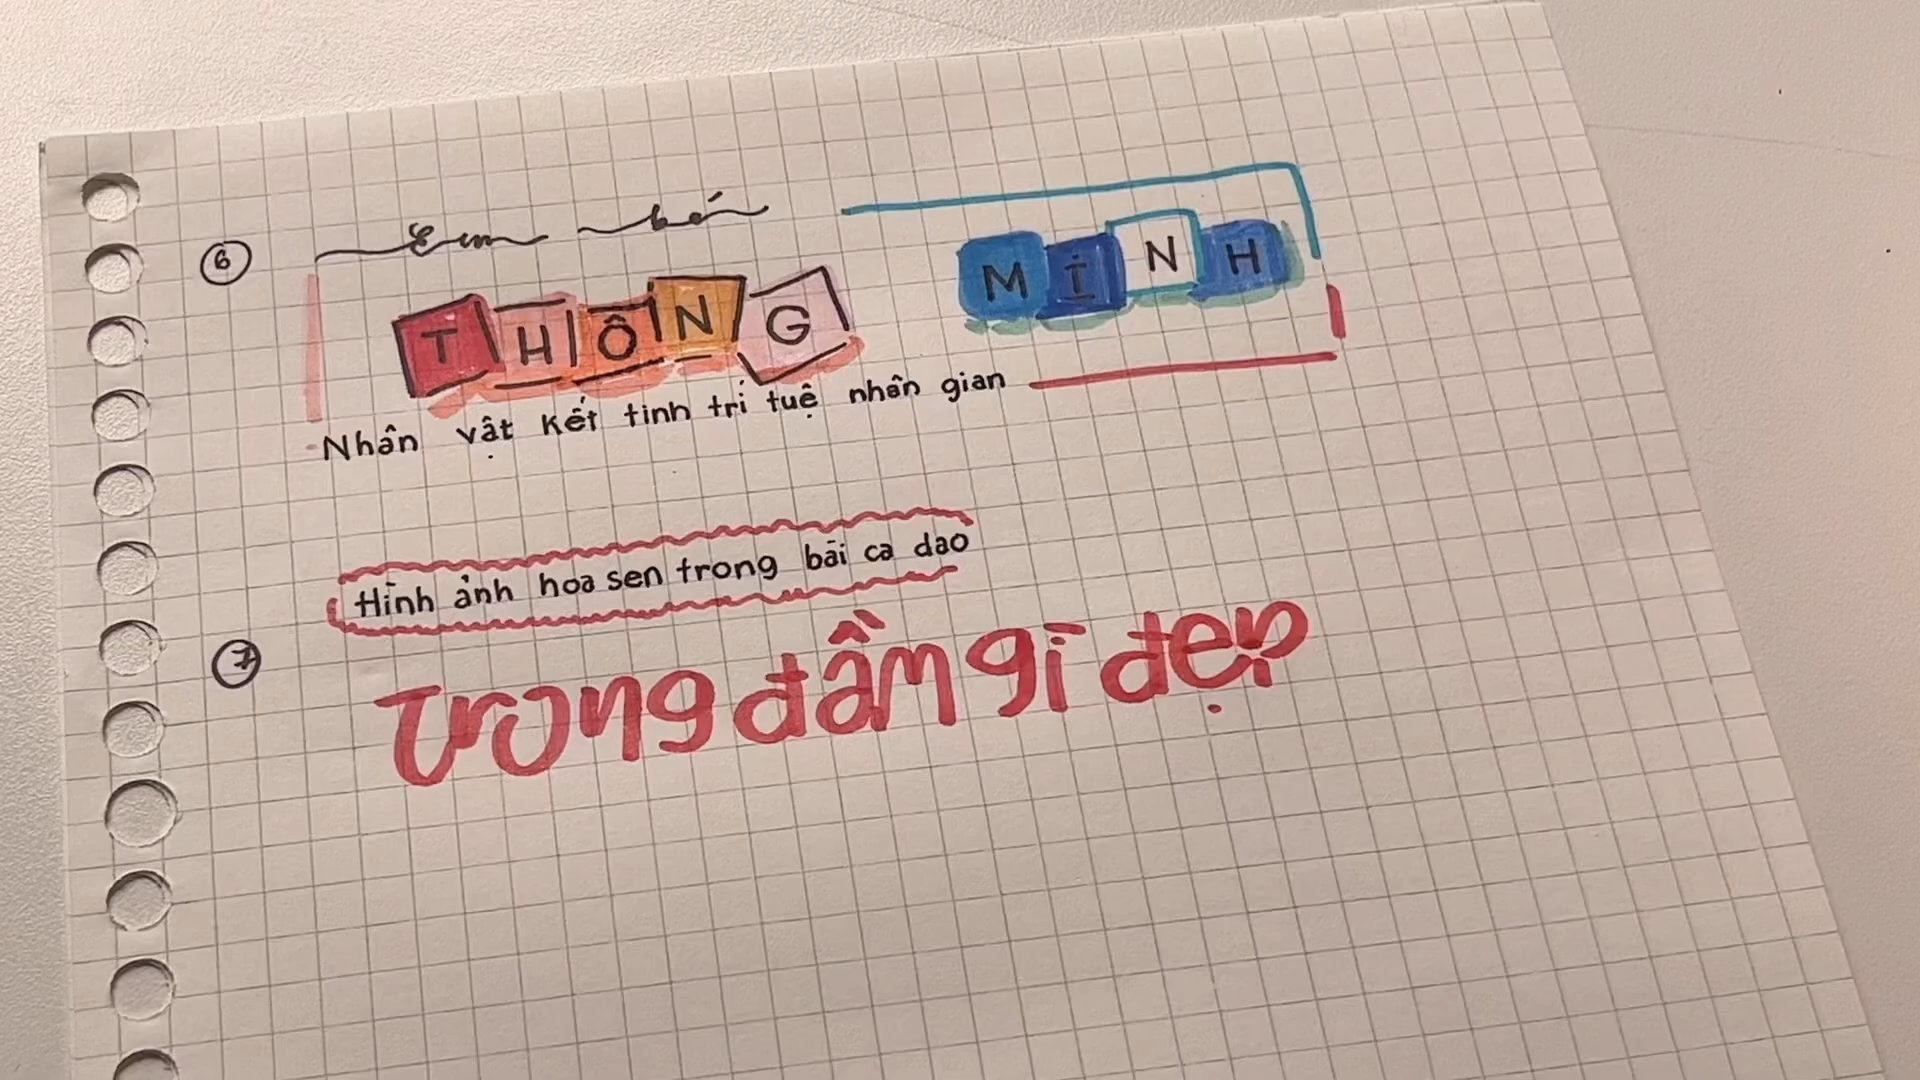 6 Em bé
THÔNG MINH
Nhân vật kết tinh trí tuệ nhân gian
Hình ảnh hoa sen trong bài ca dao
7
Trong đầm gì đẹp